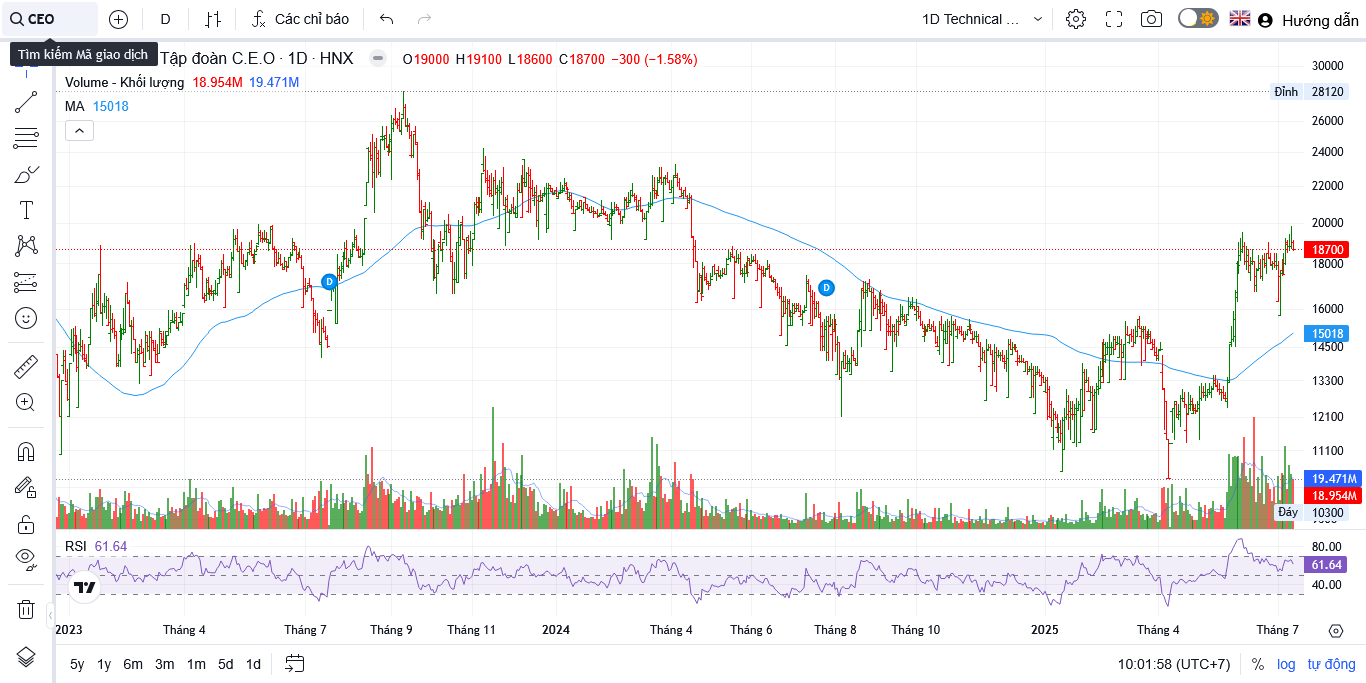 CEO
D
Các chỉ báo
1D Technical ...
Hướng dẫn
Tìm kiếm Mã giao dịch
Tập đoàn C.E.O · 1D · HNX
O19000 H19100 L18600 C18700 −300 (−1.58%)
Volume - Khối lượng 18.954M 19.471M
MA 15018
30000
Đỉnh 28120
26000
24000
22000
20000
18700
18000
16000
15018
14500
13300
12100
11100
19.471M
18.954M
Đáy 10300
D
D
RSI 61.64
80.00
61.64
40.00
2023 Tháng 4 Tháng 7 Tháng 9 Tháng 11 2024 Tháng 4 Tháng 6 Tháng 8 Tháng 10 2025 Tháng 4 Tháng 7
5y 1y 6m 3m 1m 5d 1d
10:01:58 (UTC+7) % log tự động